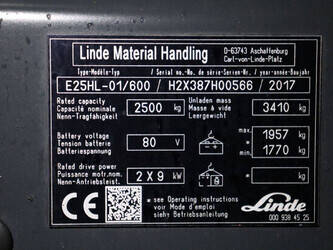 Linde Material Handling
D-63743 Aschaffenburg
Carl-von-Linde-Platz
Type-Modèle-Typ / Serial no./No. de série-Serien-Nr. / year-année-Baujahr
E25HL-01/600 / H2X387H00566 / 2017
Rated capacity
Capacité nominale 2500 kg
Nenn-Tragfähigkeit
Unladen mass
Masse à vide 3410 kg
Leergewicht
Battery voltage
Tension batterie 80 V
Batteriespannung
max. 1957 kg
min. 1770 kg
Rated drive power
Puissance motr.nom. 2 X 9 kW
Nenn-Antriebsleist.
kg
CE
see Operating instructions
voir Mode d'emploi
siehe Betriebsanleitung
Linde
000 938 45 25